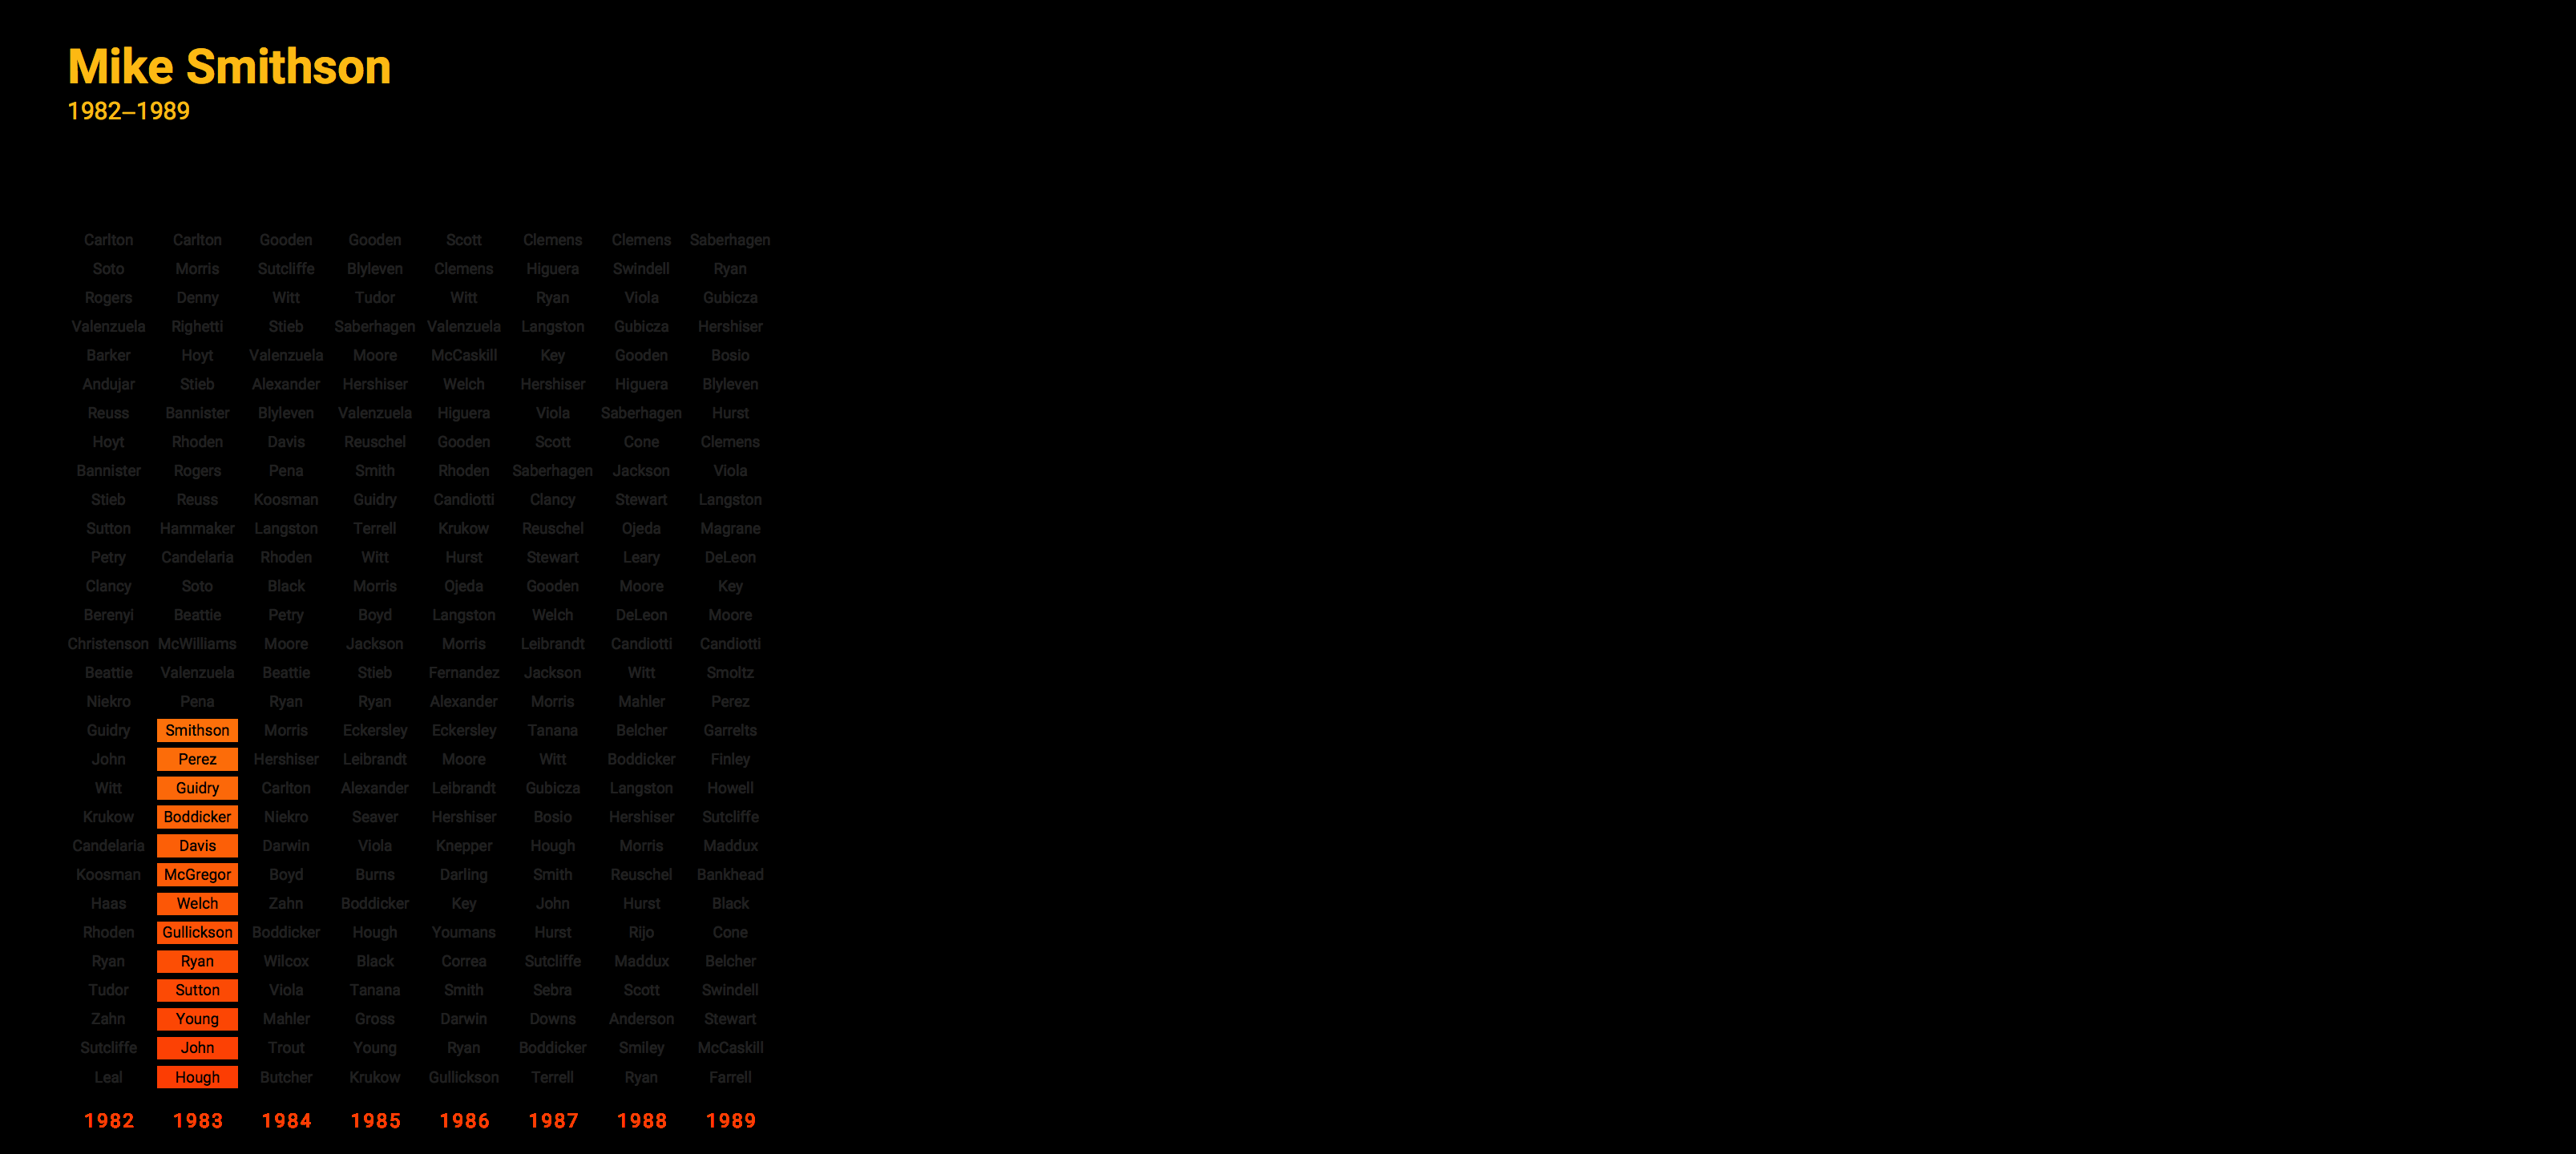 Mike Smithson
1982–1989
Carlton Carlton Gooden Gooden Scott Clemens Clemens Saberhagen
Soto Morris Sutcliffe Blyleven Clemens Higuera Swindell Ryan
Rogers Denny Witt Tudor Witt Ryan Viola Gubicza
Valenzuela Righetti Stieb Saberhagen Valenzuela Langston Gubicza Hershiser
Barker Hoyt Valenzuela Moore McCaskill Key Gooden Bosio
Andujar Stieb Alexander Hershiser Welch Hershiser Higuera Blyleven
Reuss Bannister Blyleven Valenzuela Higuera Viola Saberhagen Hurst
Hoyt Rhoden Davis Reuschel Gooden Scott Cone Clemens
Bannister Rogers Pena Smith Rhoden Saberhagen Jackson Viola
Stieb Reuss Koosman Guidry Candiotti Clancy Stewart Langston
Sutton Hammaker Langston Terrell Krukow Reuschel Ojeda Magrane
Petry Candelaria Rhoden Witt Hurst Stewart Leary DeLeon
Clancy Soto Black Morris Ojeda Gooden Moore Key
Berenyi Beattie Petry Boyd Langston Welch DeLeon Moore
Christenson McWilliams Moore Jackson Morris Leibrandt Candiotti Candiotti
Beattie Valenzuela Beattie Stieb Fernandez Jackson Witt Smoltz
Niekro Pena Ryan Ryan Alexander Morris Mahler Perez
Guidry Smithson Morris Eckersley Eckersley Tanana Belcher Garrelts
John Perez Hershiser Leibrandt Moore Witt Boddicker Finley
Witt Guidry Carlton Alexander Leibrandt Gubicza Langston Howell
Krukow Boddicker Niekro Seaver Hershiser Bosio Hershiser Sutcliffe
Candelaria Davis Darwin Viola Knepper Hough Morris Maddux
Koosman McGregor Boyd Burns Darling Smith Reuschel Bankhead
Haas Welch Zahn Boddicker Key John Hurst Black
Rhoden Gullickson Boddicker Hough Youmans Hurst Rijo Cone
Ryan Ryan Wilcox Black Correa Sutcliffe Maddux Belcher
Tudor Sutton Viola Tanana Smith Sebra Scott Swindell
Zahn Young Mahler Gross Darwin Downs Anderson Stewart
Sutcliffe John Trout Young Ryan Boddicker Smiley McCaskill
Leal Hough Butcher Krukow Gullickson Terrell Ryan Farrell
1982 1983 1984 1985 1986 1987 1988 1989